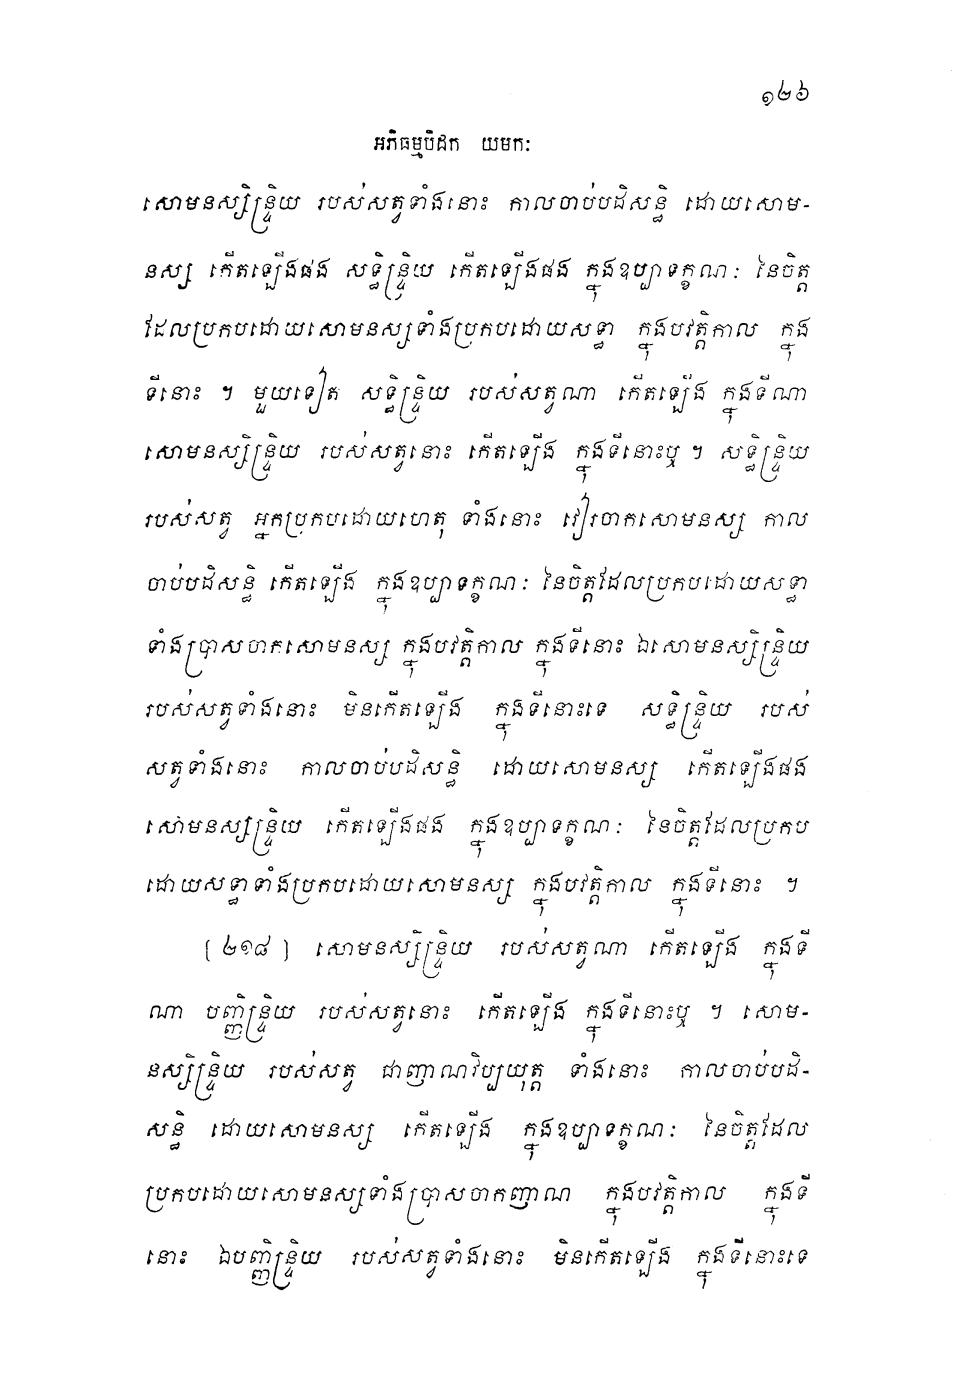 ១២៦
អភិធម្មបិដក យមកៈ
សោមនស្សិន្ទ្រិយ របស់សត្វទាំងនោះ កាលចាប់បដិសន្ធិ ដោយសោម-
នស្ស កើតឡើងផង សទ្ធិន្ទ្រិយ កើតឡើងផង ក្នុងឧប្បាទក្ខណៈ នៃចិត្ត
ដែលប្រកបដោយសោមនស្សទាំងប្រកបដោយសទ្ធា ក្នុងបវត្តិកាល ក្នុង
ទីនោះ ។ មួយទៀត សទ្ធិន្ទ្រិយ របស់សត្វណា កើតឡើង ក្នុងទីណា
សោមនស្សិន្ទ្រិយ របស់សត្វនោះ កើតឡើង ក្នុងទីនោះឬ ។ សទ្ធិន្ទ្រិយ
របស់សត្វ អ្នកប្រកបដោយហេតុ ទាំងនោះ វៀរចាកសោមនស្ស កាល
ចាប់បដិសន្ធិ កើតឡើង ក្នុងឧប្បាទក្ខណៈ នៃចិត្តដែលប្រកបដោយសទ្ធា
ទាំងប្រាសចាកសោមនស្ស ក្នុងបវត្តិកាល ក្នុងទីនោះ ឯសោមនស្សិន្ទ្រិយ
របស់សត្វទាំងនោះ មិនកើតឡើង ក្នុងទីនោះទេ សទ្ធិន្ទ្រិយ របស់
សត្វទាំងនោះ កាលចាប់បដិសន្ធិ ដោយសោមនស្ស កើតឡើងផង
សោមនស្សិន្ទ្រិយ កើតឡើងផង ក្នុងឧប្បាទក្ខណៈ នៃចិត្តដែលប្រកប
ដោយសទ្ធាទាំងប្រកបដោយសោមនស្ស ក្នុងបវត្តិកាល ក្នុងទីនោះ ។
[ ២១៨ ] សោមនស្សិន្ទ្រិយ របស់សត្វណា កើតឡើង ក្នុងទី
ណា បញ្ញិន្ទ្រិយ របស់សត្វនោះ កើតឡើង ក្នុងទីនោះឬ ។ សោម-
នស្សិន្ទ្រិយ របស់សត្វ ជាញាណវិប្បយុត្ត ទាំងនោះ កាលចាប់បដិ-
សន្ធិ ដោយសោមនស្ស កើតឡើង ក្នុងឧប្បាទក្ខណៈ នៃចិត្តដែល
ប្រកបដោយសោមនស្សទាំងប្រាសចាកញាណ ក្នុងបវត្តិកាល ក្នុងទី
នោះ ឯបញ្ញិន្ទ្រិយ របស់សត្វទាំងនោះ មិនកើតឡើង ក្នុងទីនោះទេ